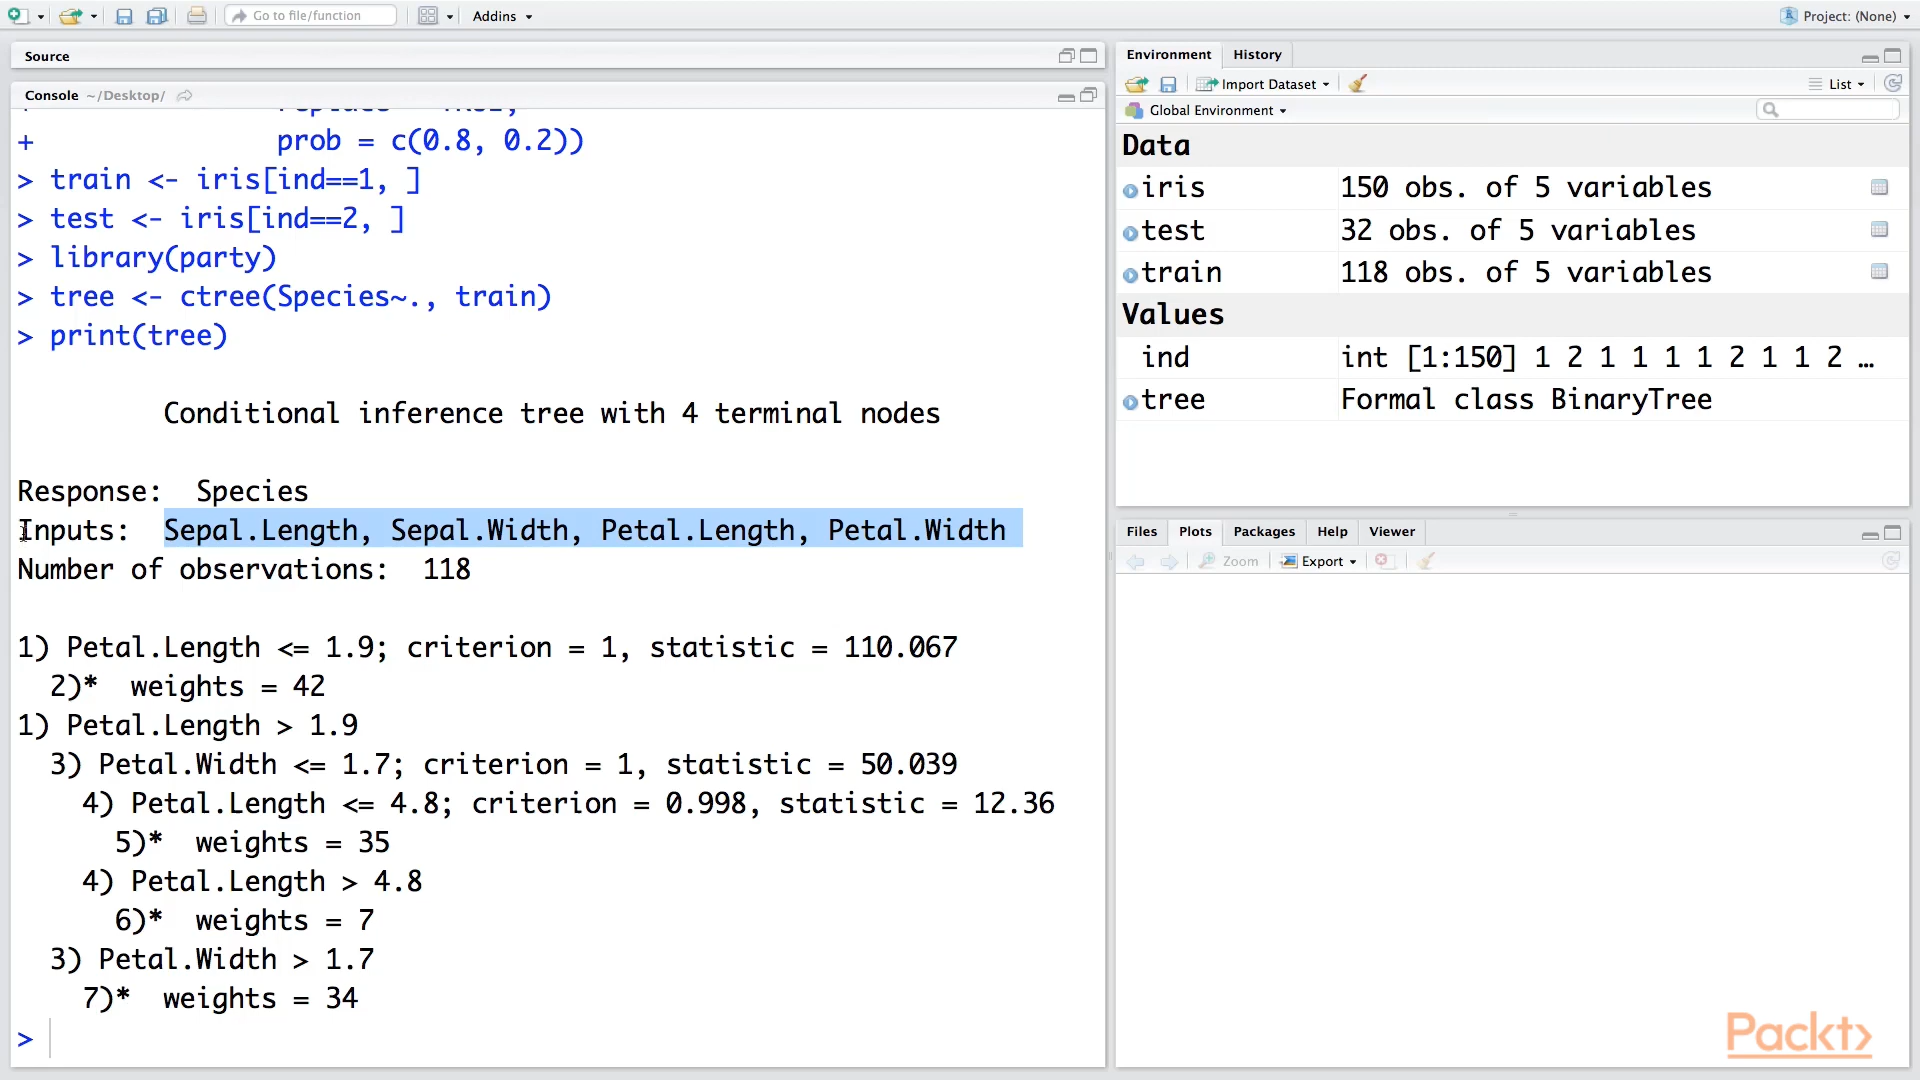 Go to file/function
Addins
Project: (None)
Source
Console ~/Desktop/
+ prob = c(0.8, 0.2))
> train <- iris[ind==1, ]
> test <- iris[ind==2, ]
> library(party)
> tree <- ctree(Species~., train)
> print(tree)
Conditional inference tree with 4 terminal nodes
Response: Species
Inputs: Sepal.Length, Sepal.Width, Petal.Length, Petal.Width
Number of observations: 118
1) Petal.Length <= 1.9; criterion = 1, statistic = 110.067
2)* weights = 42
1) Petal.Length > 1.9
3) Petal.Width <= 1.7; criterion = 1, statistic = 50.039
4) Petal.Length <= 4.8; criterion = 0.998, statistic = 12.36
5)* weights = 35
4) Petal.Length > 4.8
6)* weights = 7
3) Petal.Width > 1.7
7)* weights = 34
>
Environment History
Import Dataset List
Global Environment
Data
iris 150 obs. of 5 variables
test 32 obs. of 5 variables
train 118 obs. of 5 variables
Values
ind int [1:150] 1 2 1 1 1 1 2 1 1 2 …
tree Formal class BinaryTree
Files Plots Packages Help Viewer
Zoom Export
Packt>